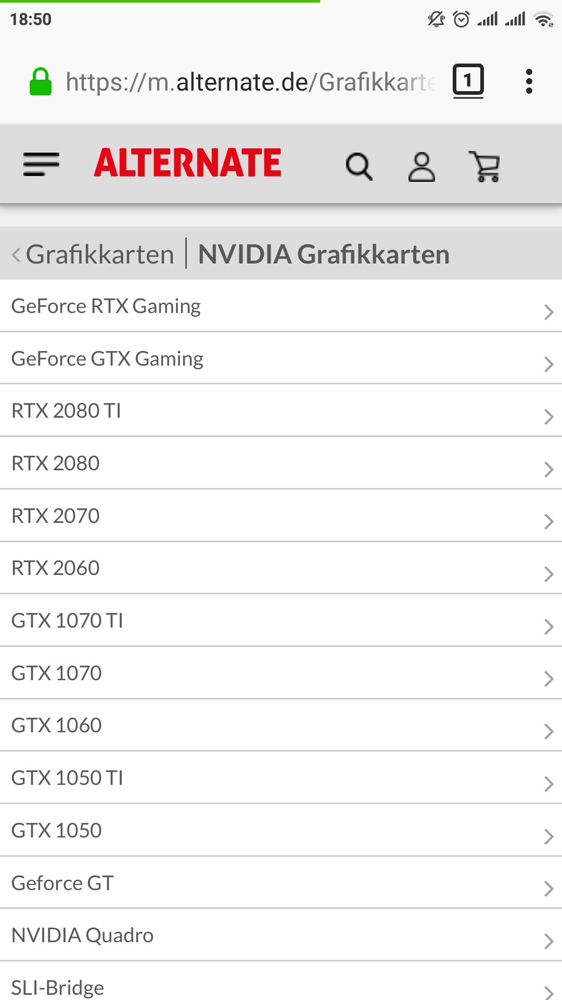 18:50
https://m.alternate.de/Grafikkarte
1
ALTERNATE
Grafikkarten | NVIDIA Grafikkarten
GeForce RTX Gaming
GeForce GTX Gaming
RTX 2080 TI
RTX 2080
RTX 2070
RTX 2060
GTX 1070 TI
GTX 1070
GTX 1060
GTX 1050 TI
GTX 1050
Geforce GT
NVIDIA Quadro
SLI-Bridge